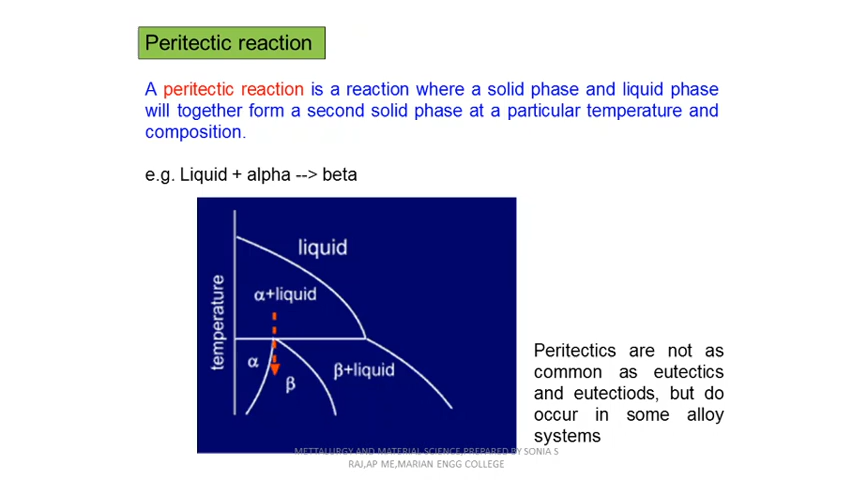 Peritectic reaction
A peritectic reaction is a reaction where a solid phase and liquid phase
will together form a second solid phase at a particular temperature and
composition.
e.g. Liquid + alpha --> beta
liquid
α+liquid
temperature
α
β
β+liquid
Peritectics are not as
common as eutectics
and eutectiods, but do
occur in some alloy
systems
METTALURGY AND MATERIAL SCIENCE PREPARED BY SONIA S
RAJ,AP ME,MARIAN ENGG COLLEGE